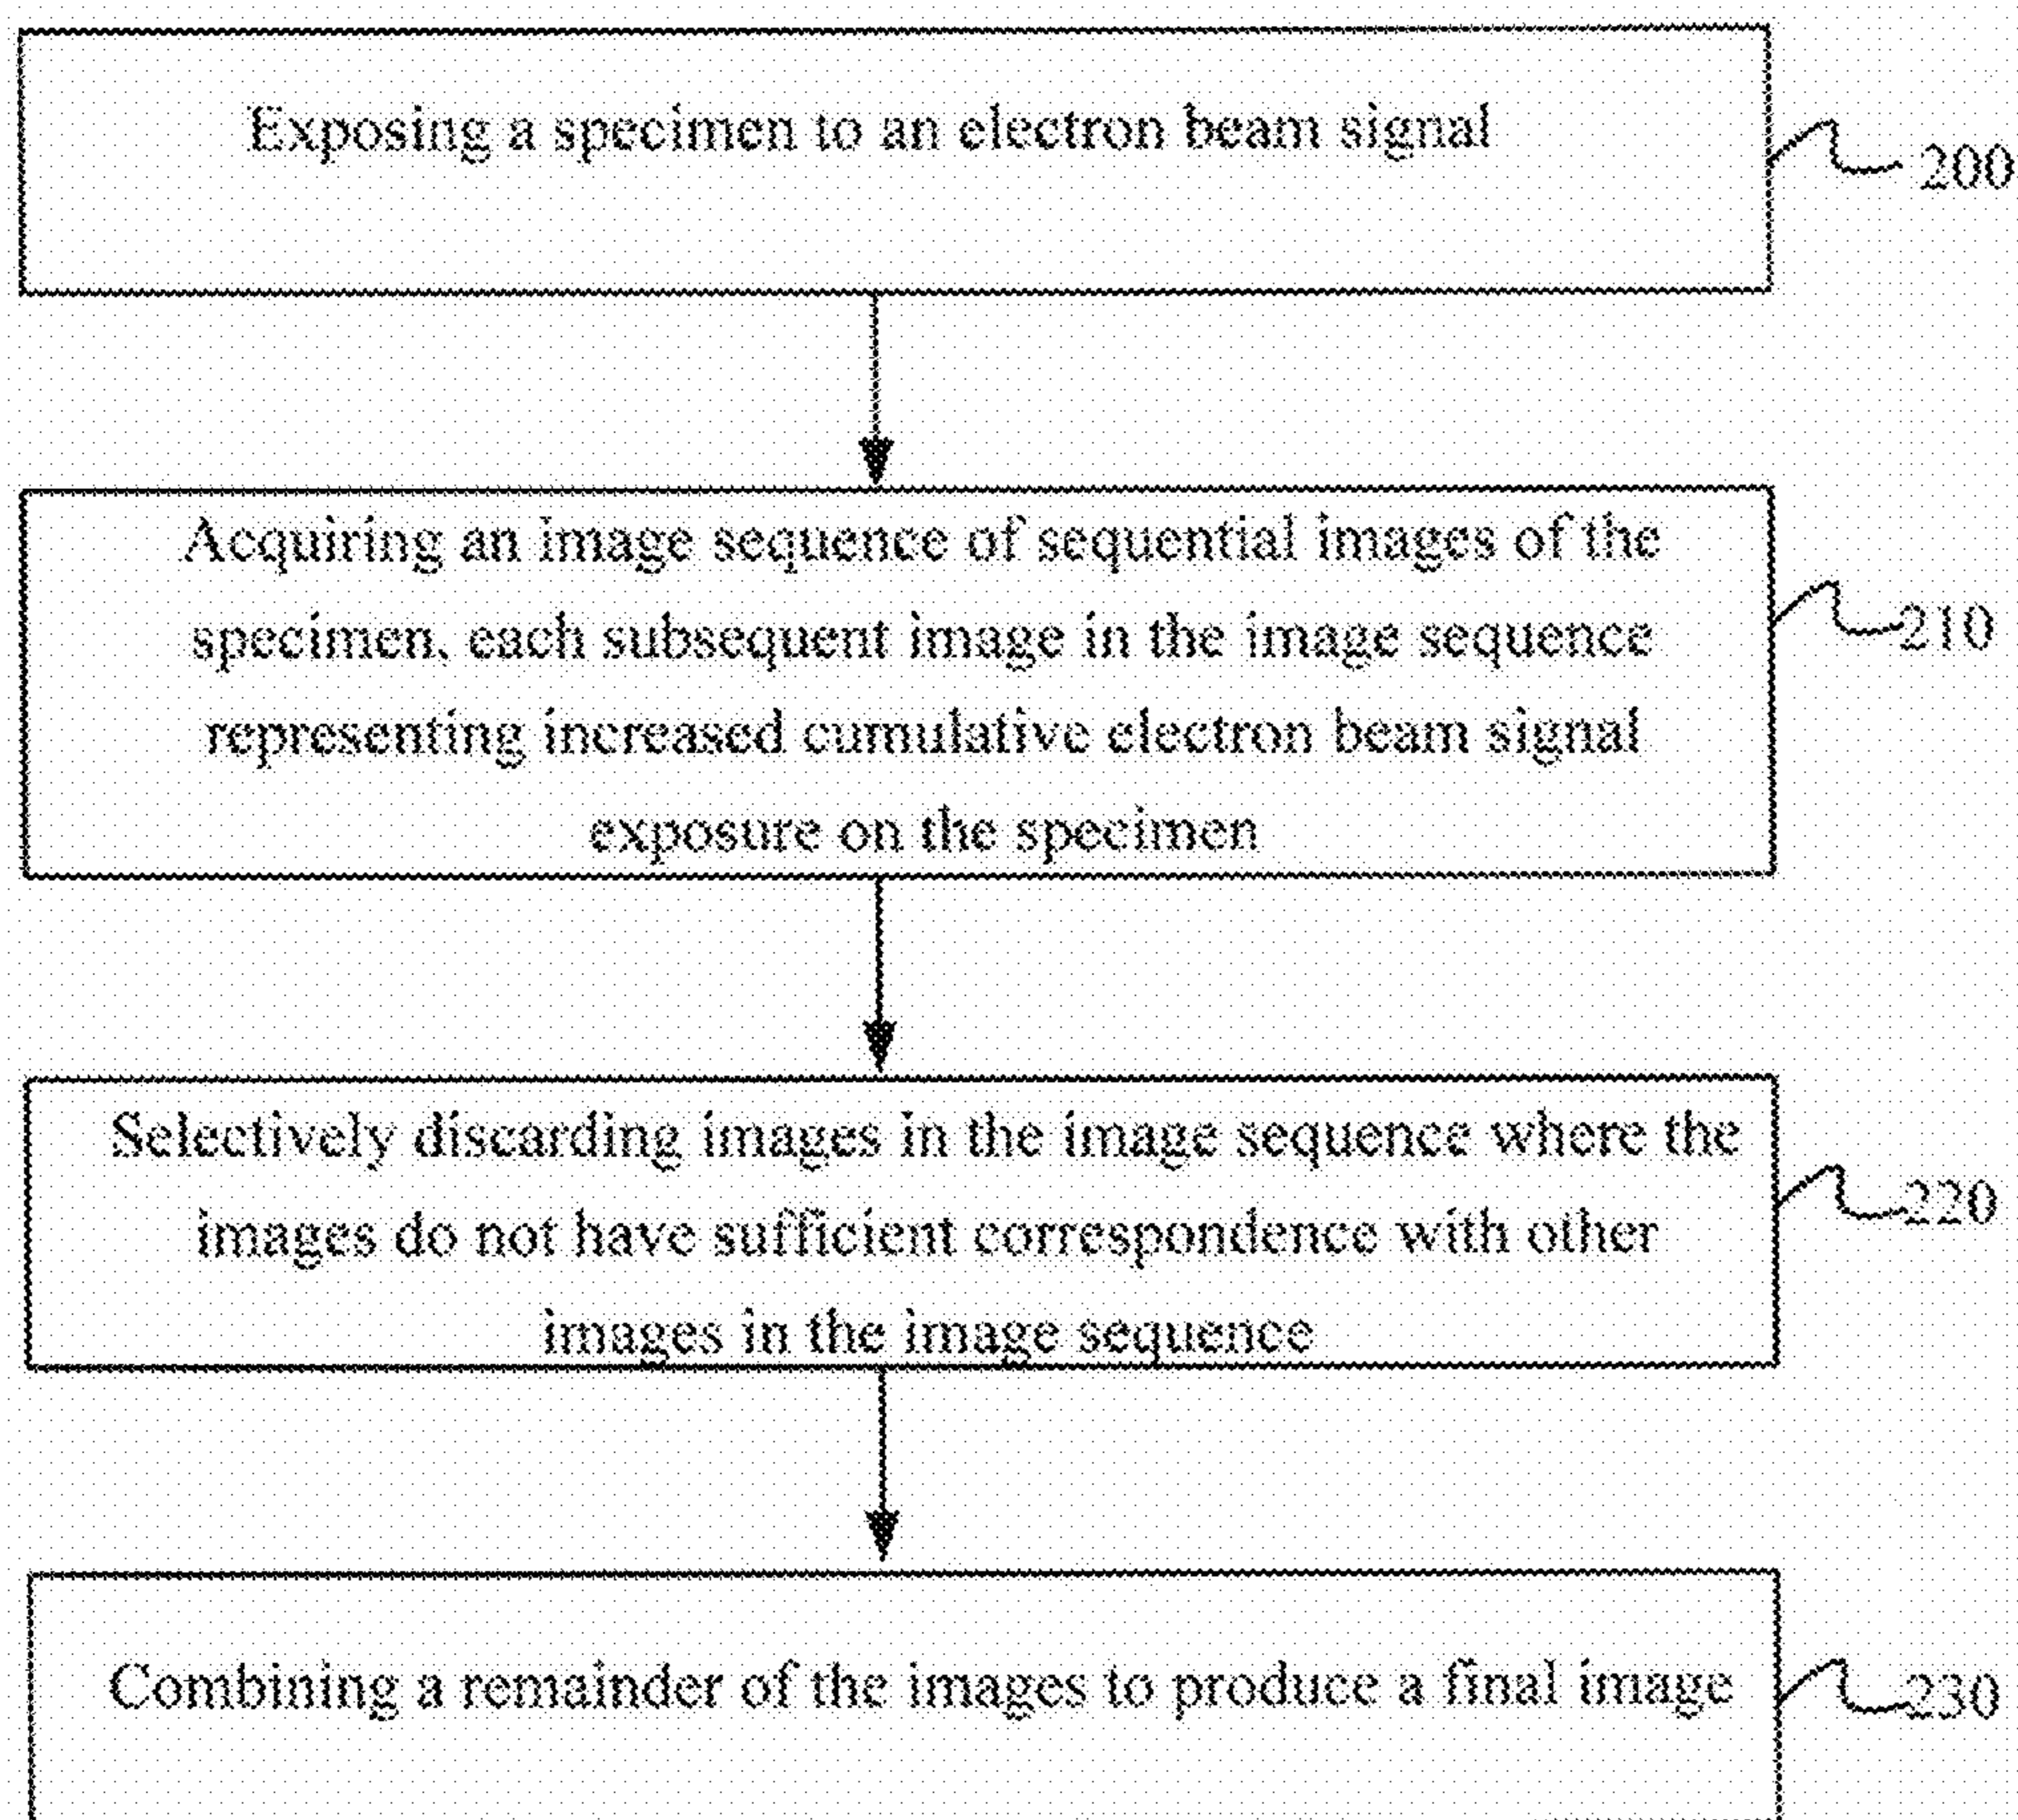 Exposing a specimen to an electron beam signal
200
Acquiring an image sequence of sequential images of the
specimen, each subsequent image in the image sequence
representing increased cumulative electron beam signal
exposure on the specimen
210
Selectively discarding images in the image sequence where the
images do not have sufficient correspondence with other
images in the image sequence
220
Combining a remainder of the images to produce a final image
230